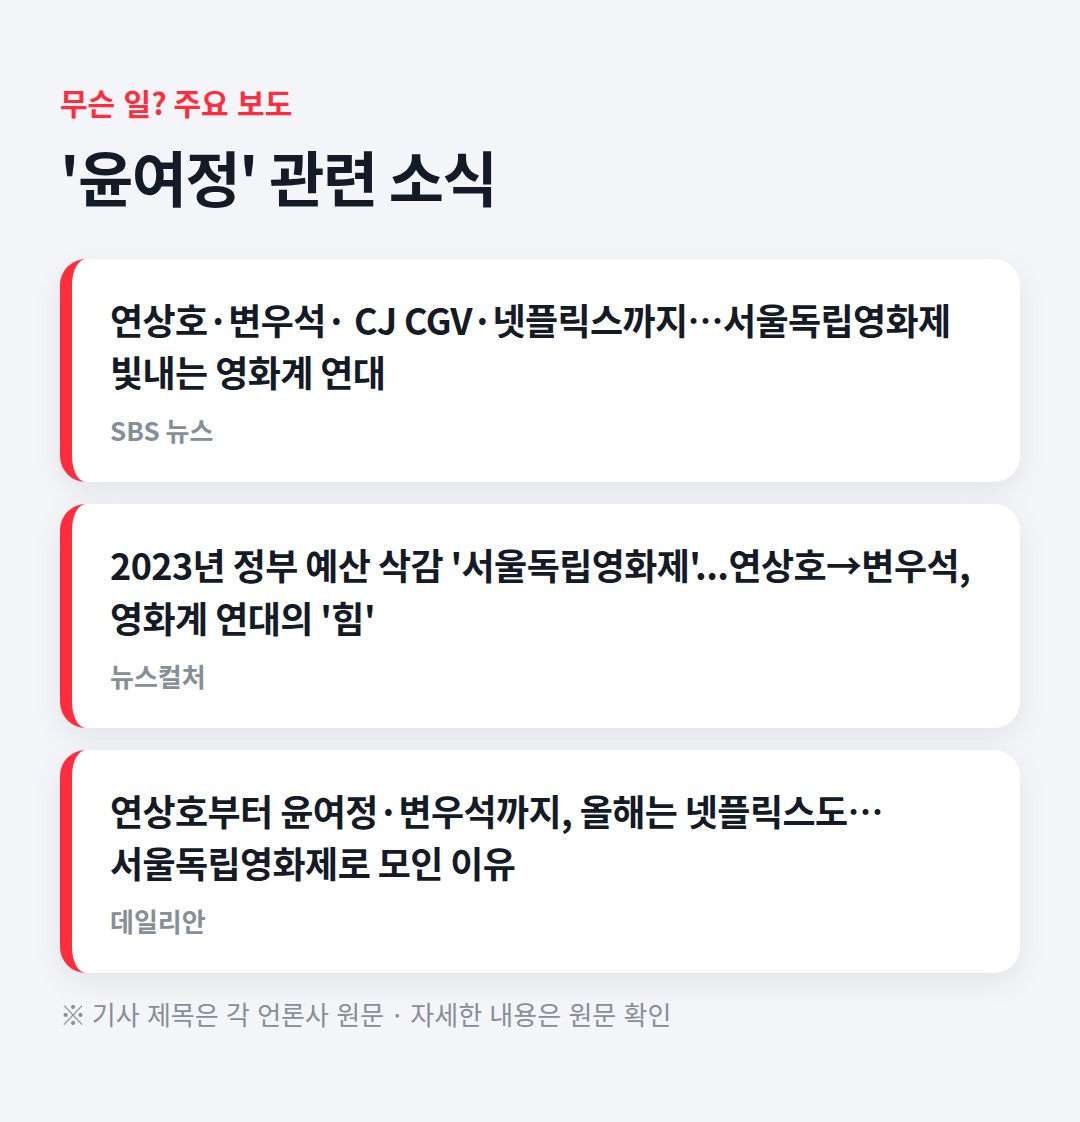 무슨 일? 주요 보도
'윤여정' 관련 소식
연상호·변우석· CJ CGV·넷플릭스까지…서울독립영화제
빛내는 영화계 연대
SBS 뉴스
2023년 정부 예산 삭감 '서울독립영화제'...연상호→변우석,
영화계 연대의 '힘'
뉴스컬처
연상호부터 윤여정·변우석까지, 올해는 넷플릭스도…
서울독립영화제로 모인 이유
데일리안
※ 기사 제목은 각 언론사 원문 · 자세한 내용은 원문 확인